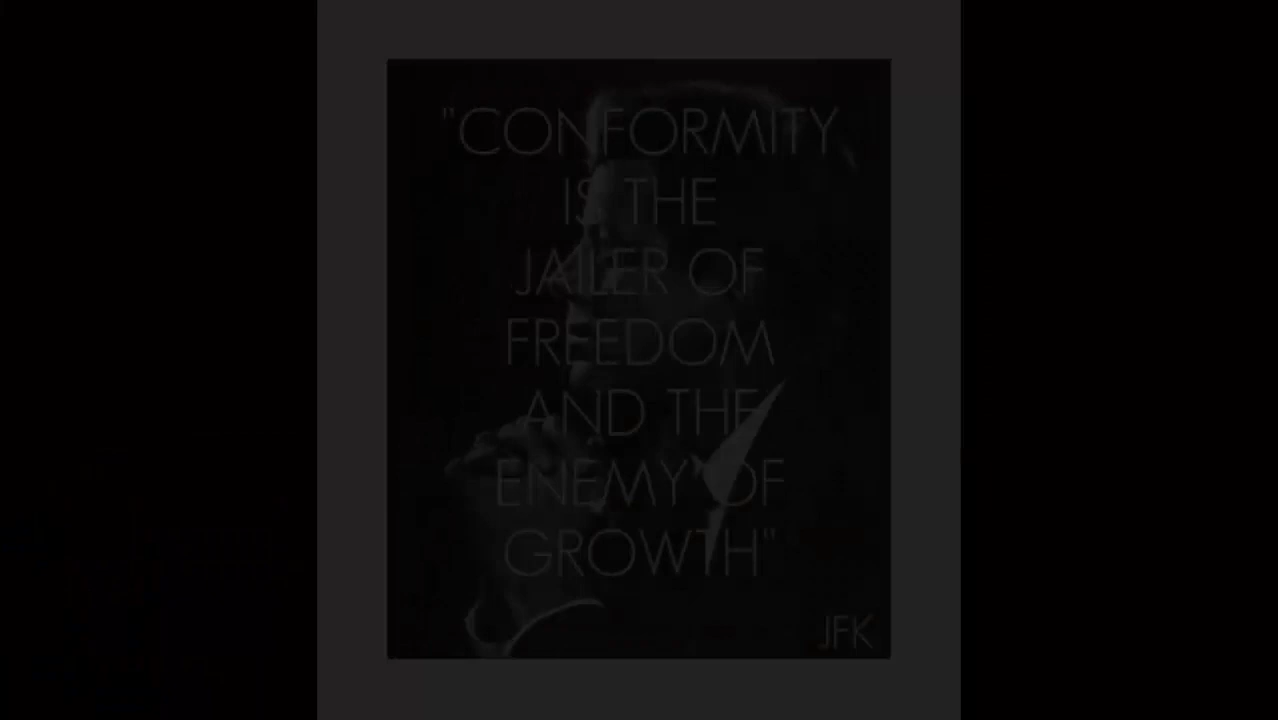 "CONFORMITY
IS THE
JAILER OF
FREEDOM
AND THE
ENEMY OF
GROWTH"
JFK